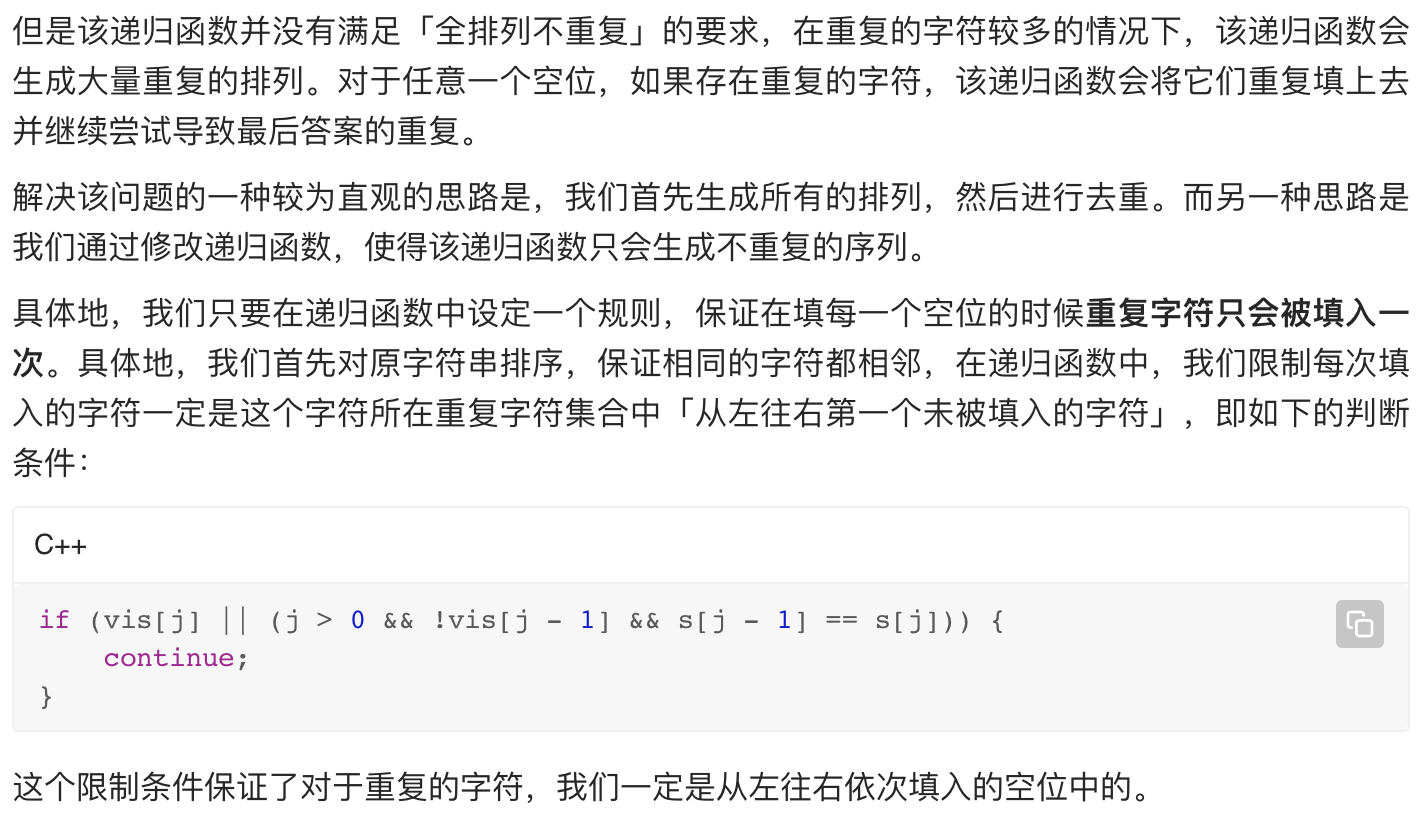 但是该递归函数并没有满足「全排列不重复」的要求，在重复的字符较多的情况下，该递归函数会
生成大量重复的排列。对于任意一个空位，如果存在重复的字符，该递归函数会将它们重复填上去
并继续尝试导致最后答案的重复。
解决该问题的一种较为直观的思路是，我们首先生成所有的排列，然后进行去重。而另一种思路是
我们通过修改递归函数，使得该递归函数只会生成不重复的序列。
具体地，我们只要在递归函数中设定一个规则，保证在填每一个空位的时候重复字符只会被填入一
次。具体地，我们首先对原字符串排序，保证相同的字符都相邻，在递归函数中，我们限制每次填
入的字符一定是这个字符所在重复字符集合中「从左往右第一个未被填入的字符」，即如下的判断
条件：
C++
if (vis[j] || (j > 0 && !vis[j - 1] && s[j - 1] == s[j])) {
    continue;
}
这个限制条件保证了对于重复的字符，我们一定是从左往右依次填入的空位中的。